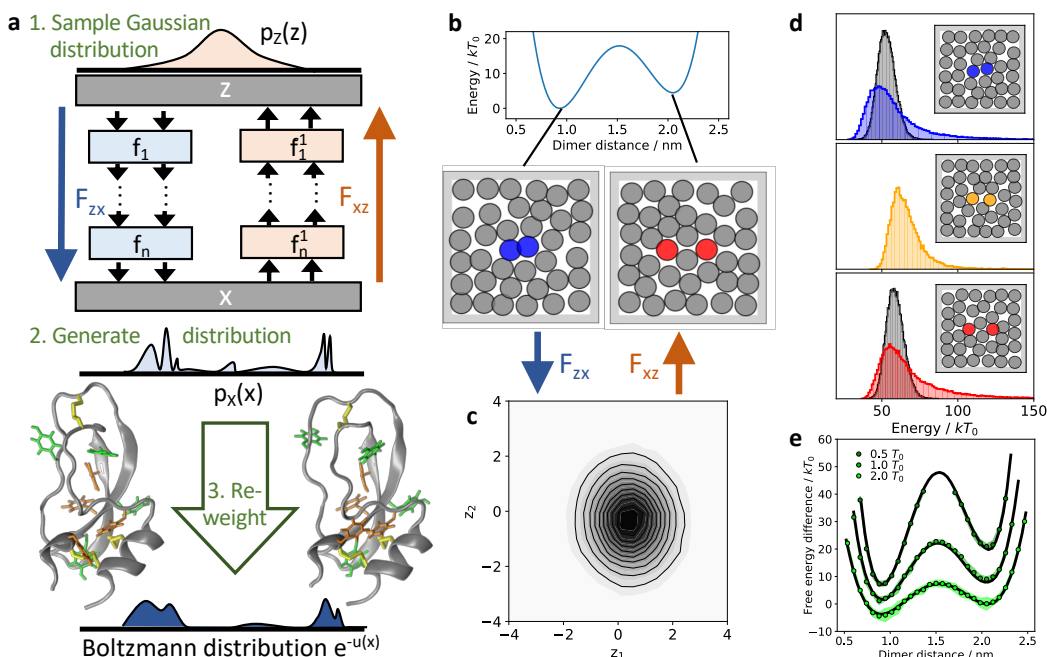 a
1. Sample Gaussian
distribution
p_Z(z)
z
f_1
f_1^1
F_zx
F_xz
f_n
f_n^1
x
2. Generate distribution
p_X(x)
3. Re-
weight
Boltzmann distribution e^-u(x)
b
Energy / kT_0
20
10
0
0.5 1.0 1.5 2.0 2.5
Dimer distance / nm
F_zx
F_xz
c
z_2
4
2
0
−2
−4
−4 −2 0 2 4
z_1
d
50 100 150
Energy / kT_0
e
Free energy difference / kT_0
60
50
40
30
20
10
0
−10
0.5 T_0
1.0 T_0
2.0 T_0
0.5 1.0 1.5 2.0 2.5
Dimer distance / nm